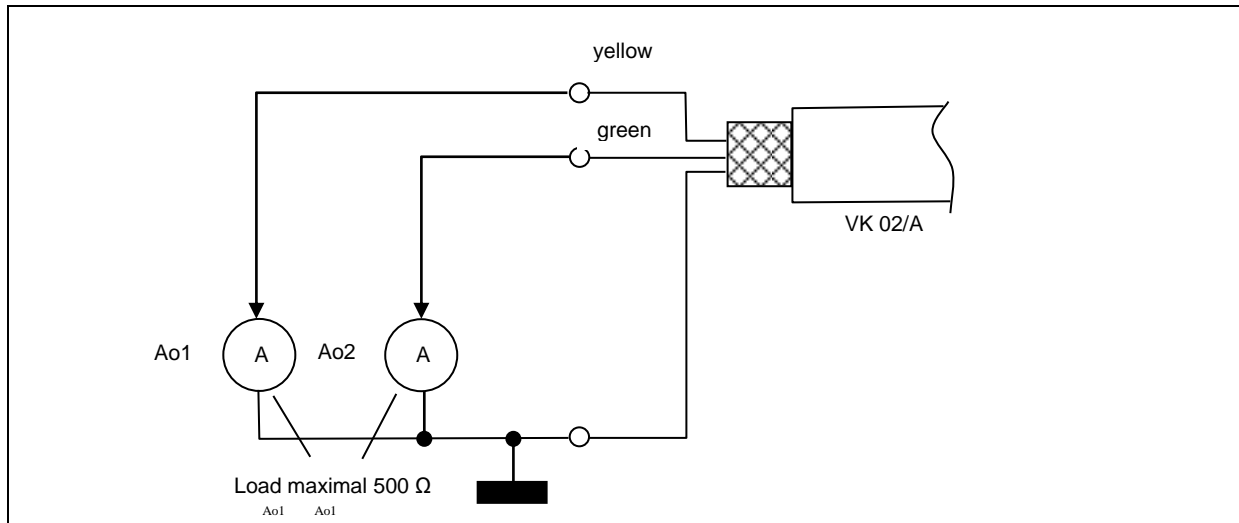 yellow
green
VK 02/A
Ao1
A
Ao2
A
Load maximal 500 Ω
Ao1 Ao1